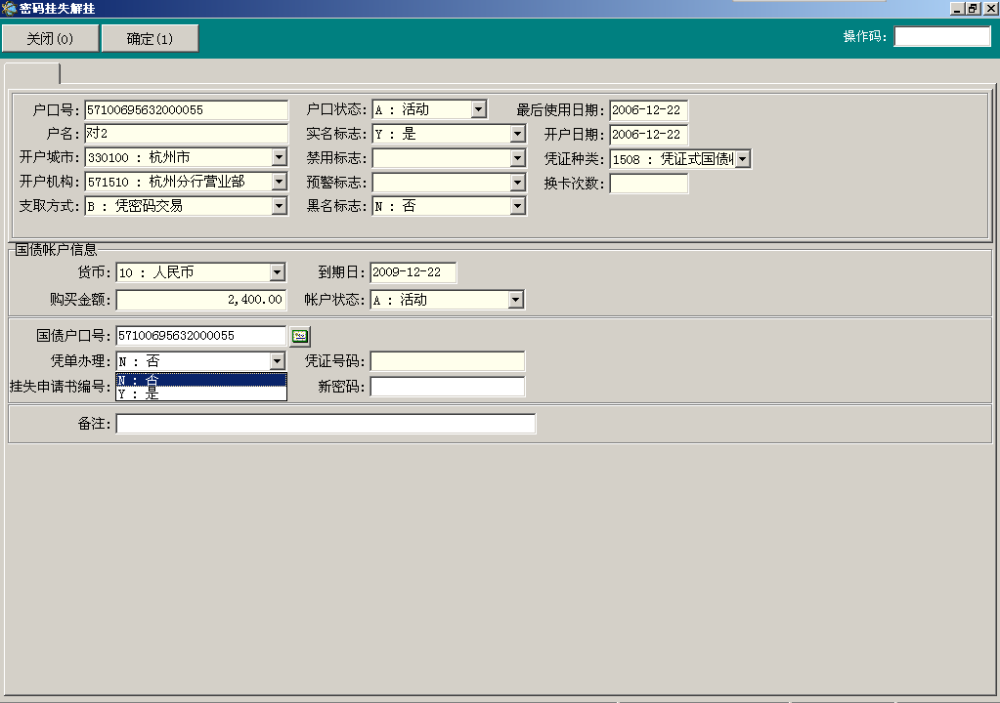 密码挂失解挂
关闭(0) 确定(1) 操作码:
户口号: 57100695632000055 户口状态: A : 活动 最后使用日期: 2006-12-22
户名: 对2 实名标志: Y : 是 开户日期: 2006-12-22
开户城市: 330100 : 杭州市 禁用标志: 凭证种类: 1508 : 凭证式国债
开户机构: 571510 : 杭州分行营业部 预警标志: 换卡次数:
支取方式: B : 凭密码交易 黑名标志: N : 否
国债帐户信息
货币: 10 : 人民币 到期日: 2009-12-22
购买金额: 2,400.00 帐户状态: A : 活动
国债户口号: 57100695632000055
凭单办理: N : 否 凭证号码:
N : 否
挂失申请书编号: Y : 是 新密码:
备注: